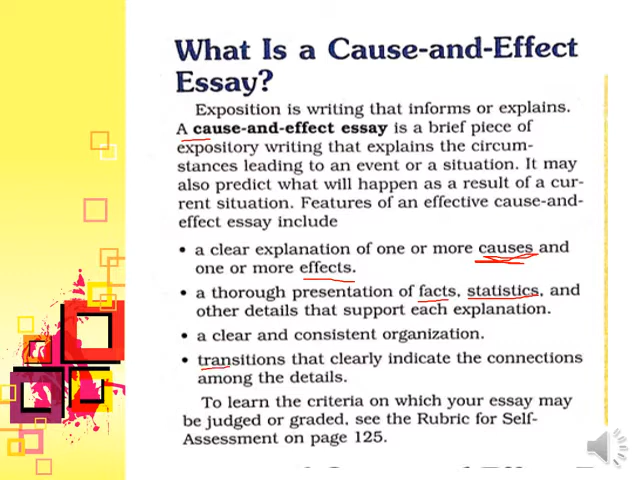 What Is a Cause-and-Effect
Essay?
Exposition is writing that informs or explains.
A cause-and-effect essay is a brief piece of
expository writing that explains the circum-
stances leading to an event or a situation. It may
also predict what will happen as a result of a cur-
rent situation. Features of an effective cause-and-
effect essay include
• a clear explanation of one or more causes and
one or more effects.
• a thorough presentation of facts, statistics, and
other details that support each explanation.
• a clear and consistent organization.
• transitions that clearly indicate the connections
among the details.
To learn the criteria on which your essay may
be judged or graded, see the Rubric for Self-
Assessment on page 125.